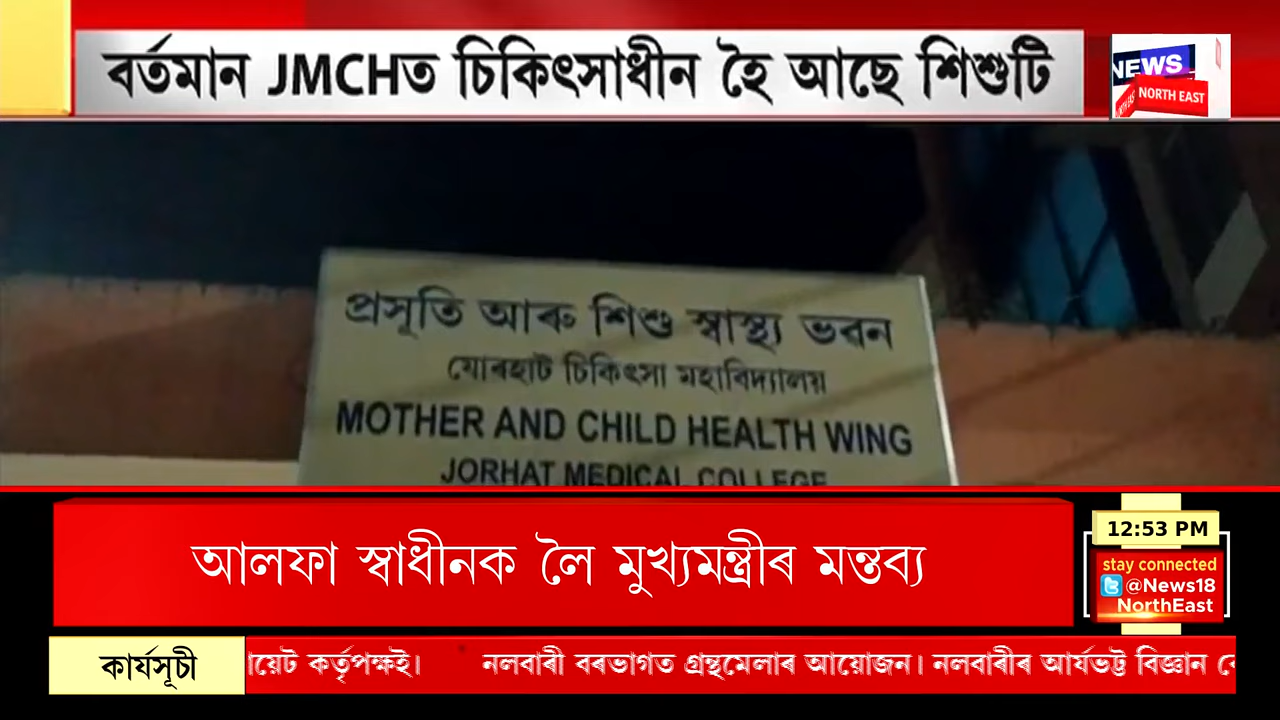 বৰ্তমান JMCHত চিকিৎসাধীন হৈ আছে শিশুটি
NEWS
NORTH EAST
প্ৰসূতি আৰু শিশু স্বাস্থ্য ভৱন
যোৰহাট চিকিৎসা মহাবিদ্যালয়
MOTHER AND CHILD HEALTH WING
JORHAT MEDICAL COLLEGE
আলফা স্বাধীনক লৈ মুখ্যমন্ত্ৰীৰ মন্তব্য
12:53 PM
stay connected
@News18
NorthEast
কাৰ্যসূচী
কৰ্তৃপক্ষই। নলবাৰী বৰভাগত গ্ৰন্থমেলাৰ আয়োজন। নলবাৰীৰ আৰ্যভট্ট বিজ্ঞান